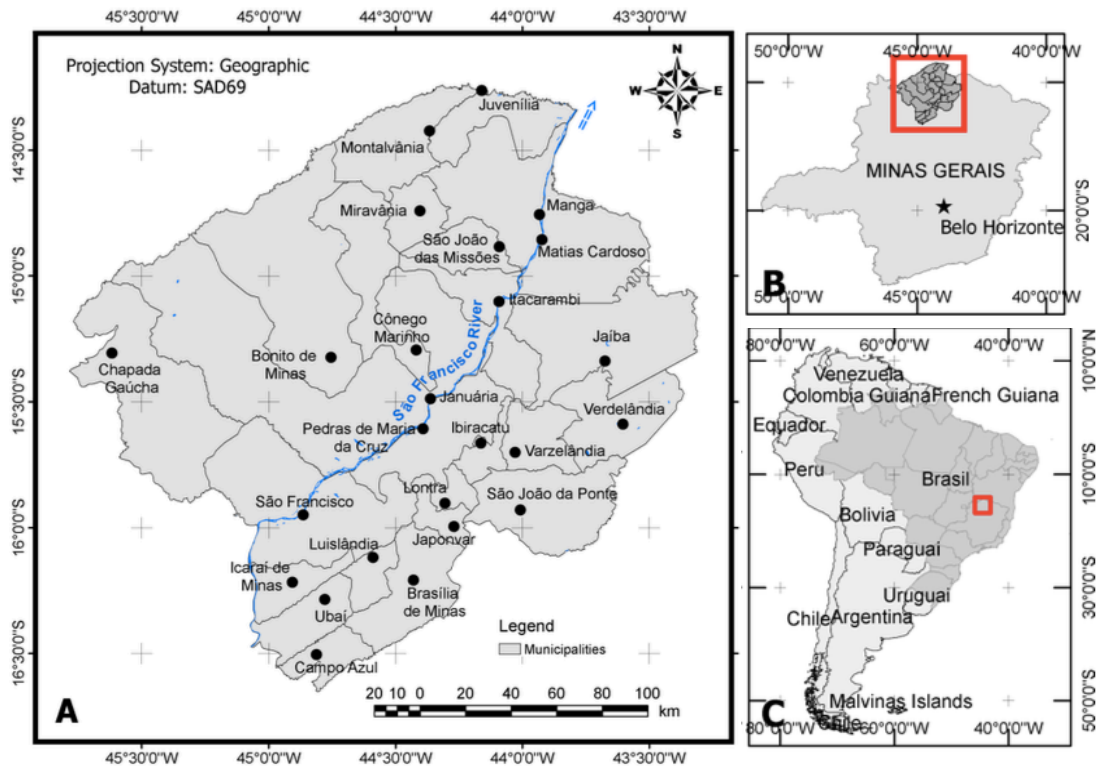 45°30'0"W 45°0'0"W 44°30'0"W 44°0'0"W 43°30'0"W
Projection System: Geographic
Datum: SAD69
N
W E
S
14°30'0"S
15°0'0"S
15°30'0"S
16°0'0"S
16°30'0"S
Juvenília
Montalvânia
Miravânia
Manga
São João
das Missões
Matias Cardoso
Itacarambi
São Francisco River
Cônego
Marinho
Jaíba
Chapada
Gaúcha
Bonito de
Minas
Januária
Verdelândia
Pedras de Maria
da Cruz
Ibiracatu
Varzelândia
Lontra
São João da Ponte
São Francisco
Japonvar
Luislândia
Icaraí de
Minas
Brasília
de Minas
Ubaí
Campo Azul
Legend
Municipalities
20 10 0 20 40 60 80 100
km
A
45°30'0"W 45°0'0"W 44°30'0"W 44°0'0"W 43°30'0"W
50°0'0"W 45°0'0"W 40°0'0"W
MINAS GERAIS
Belo Horizonte
20°0'0"S
B
50°0'0"W 45°0'0"W 40°0'0"W
80°0'0"W 60°0'0"W 40°0'0"W
10°0'0"N
Venezuela
Colombia Guiana French Guiana
Equador
Peru
Brasil
10°0'0"S
Bolivia
Paraguai
Uruguai
30°0'0"S
Chile Argentina
Malvinas Islands
Chile
50°0'0"S
C
80°0'0"W 60°0'0"W 40°0'0"W